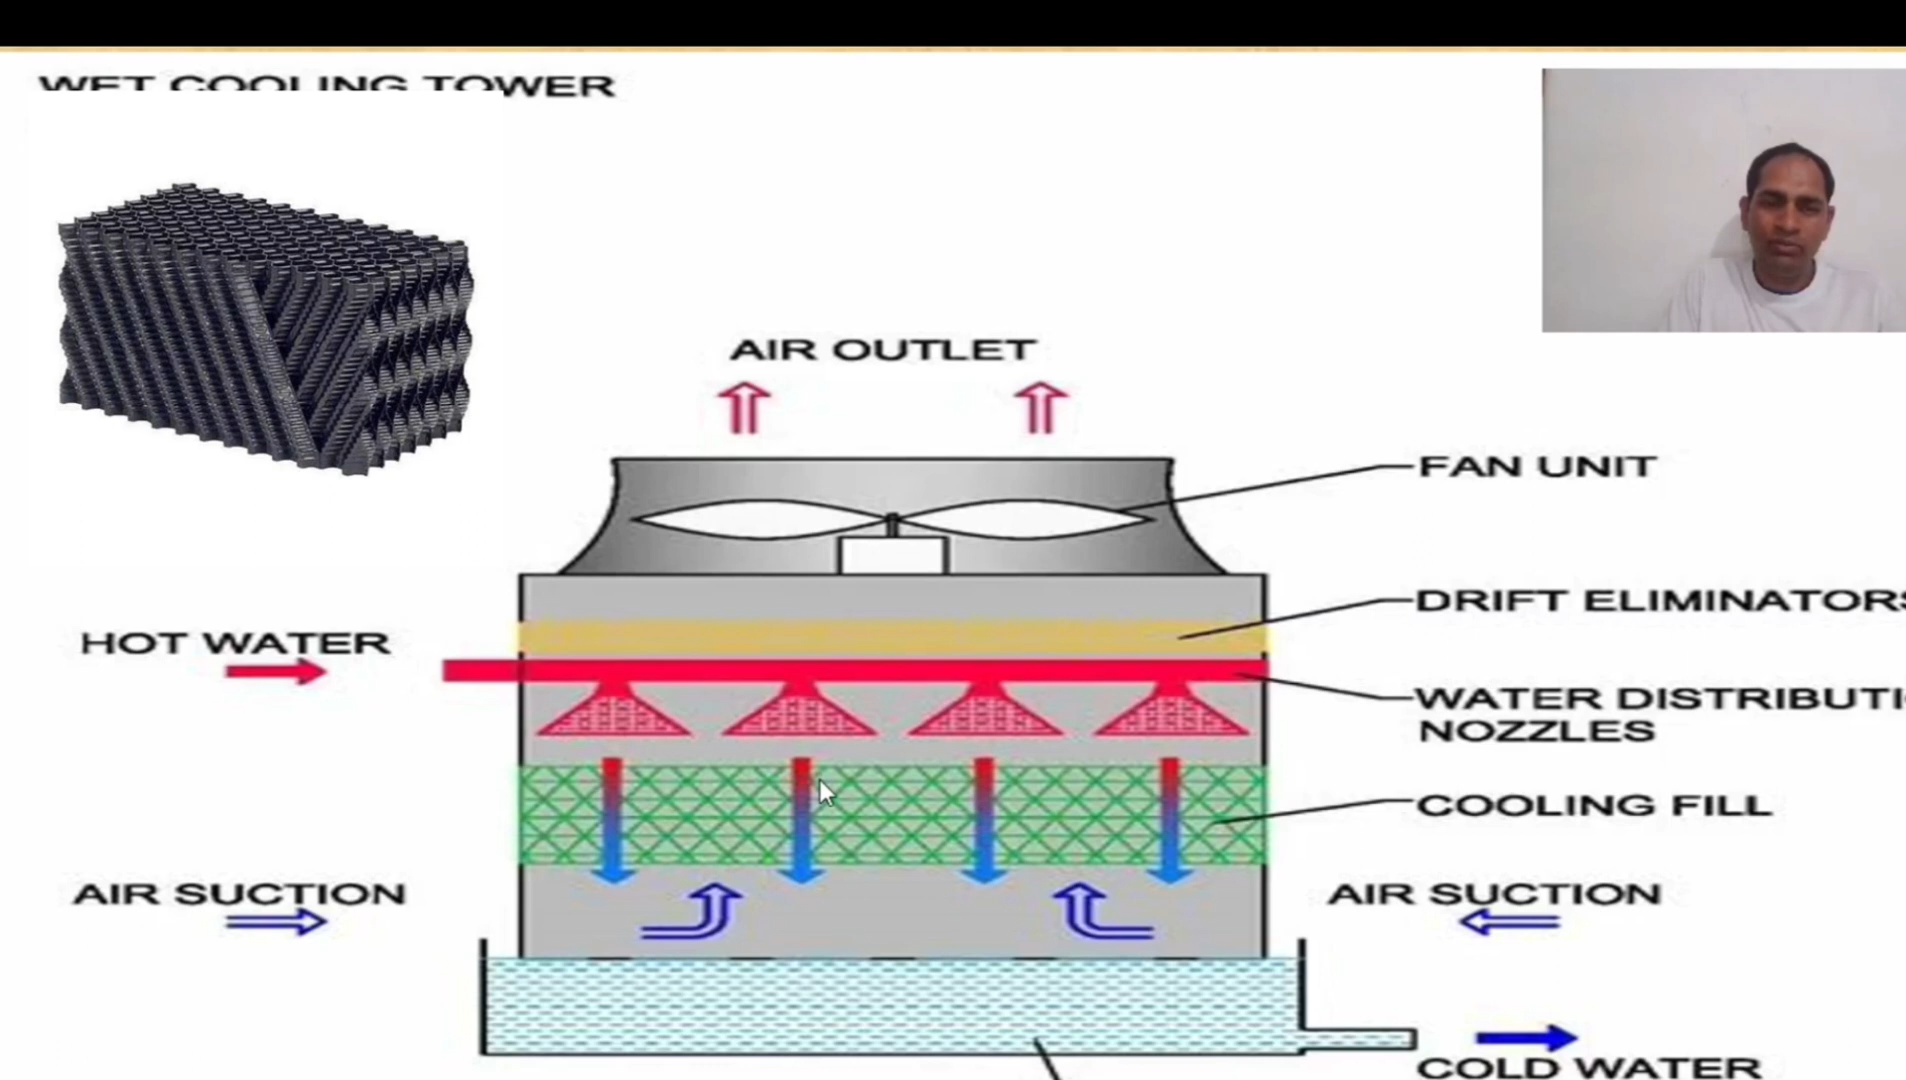 WET COOLING TOWER
AIR OUTLET
FAN UNIT
DRIFT ELIMINATORS
HOT WATER
WATER DISTRIBUTI
NOZZLES
COOLING FILL
AIR SUCTION
AIR SUCTION
COLD WATER